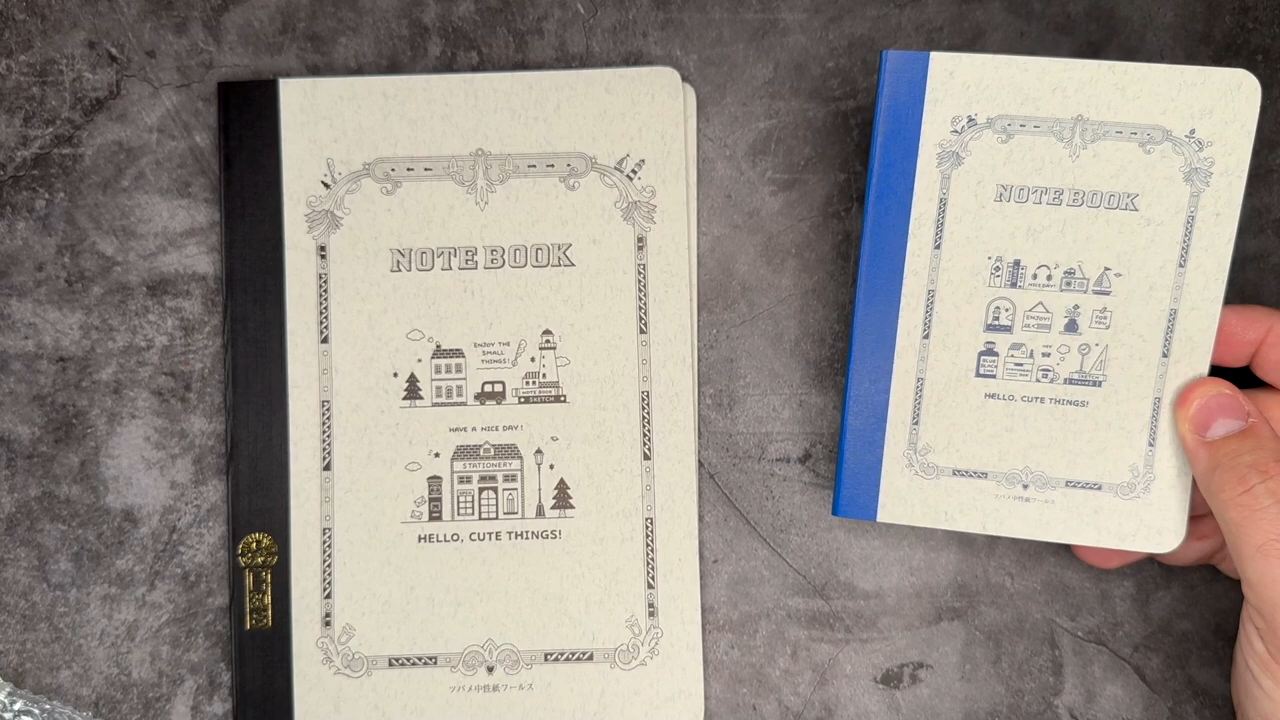 NOTE BOOK
ENJOY THE
SMALL
THINGS!
NOTE BOOK
SKETCH
HAVE A NICE DAY!
STATIONERY
OPEN
HELLO, CUTE THINGS!
ツバメ中性紙フールス
NOTE BOOK
NICE DAY!
ENJOY!
FOR
YOU
BLUE
BLACK
INK
STATIONERY
HEY
SKETCH
HELLO, CUTE THINGS!
ツバメ中性紙フールス